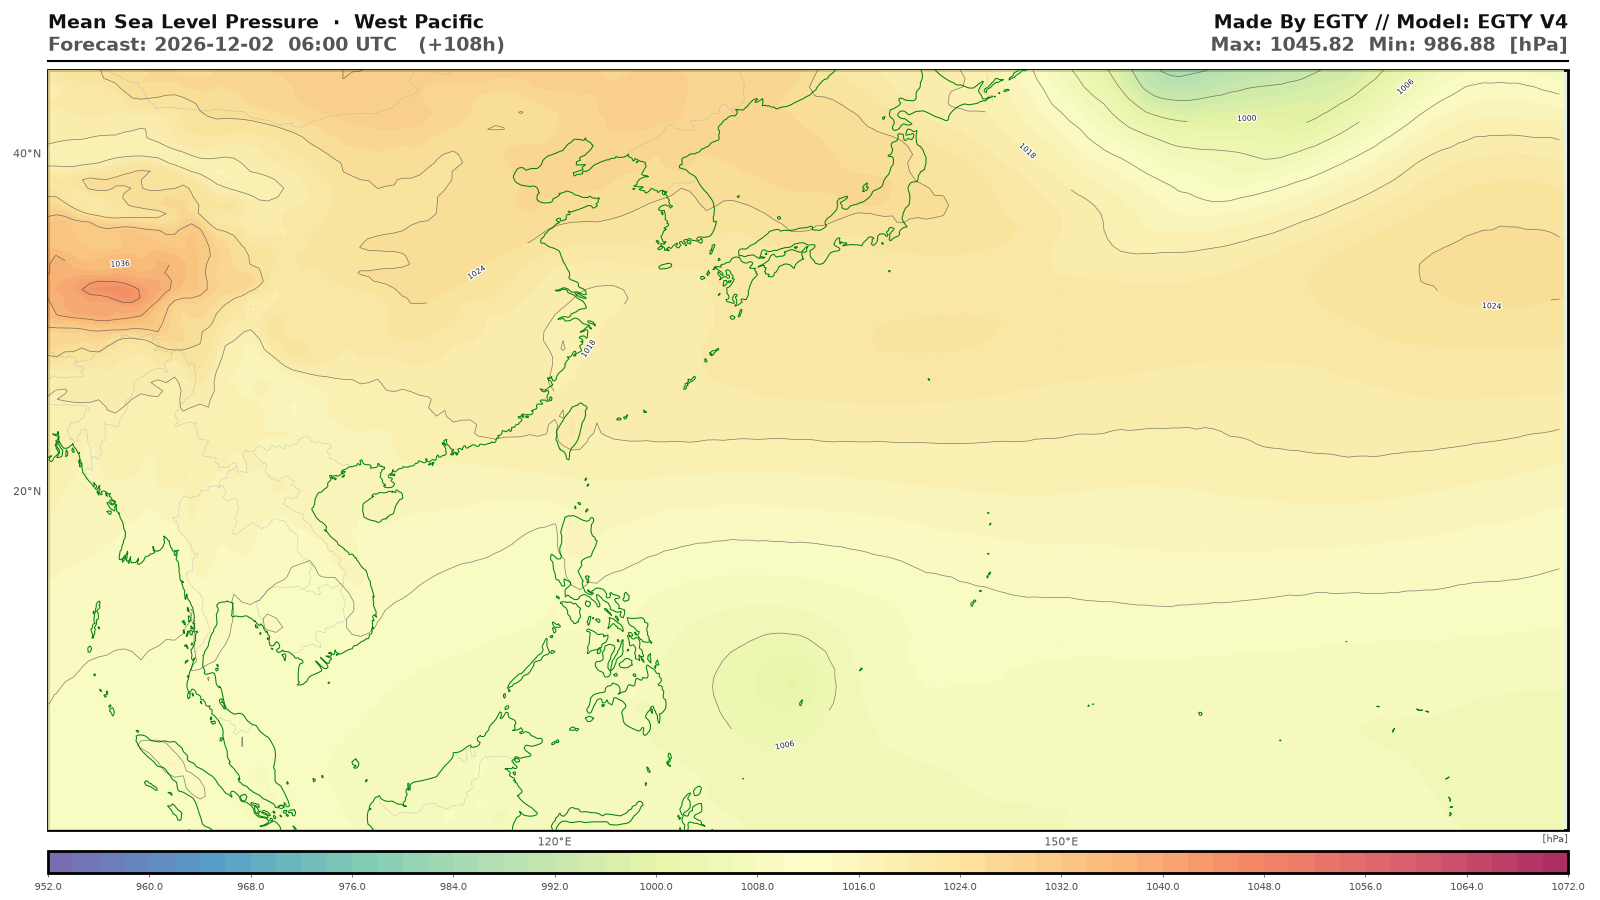 Mean Sea Level Pressure · West Pacific
Made By EGTY // Model: EGTY V4
Forecast: 2026-12-02 06:00 UTC (+108h)
Max: 1045.82 Min: 986.88 [hPa]
1006
1000
1018
40°N
1036
1024
1024
1018
20°N
1006
120°E
150°E
[hPa]
952.0 960.0 968.0 976.0 984.0 992.0 1000.0 1008.0 1016.0 1024.0 1032.0 1040.0 1048.0 1056.0 1064.0 1072.0